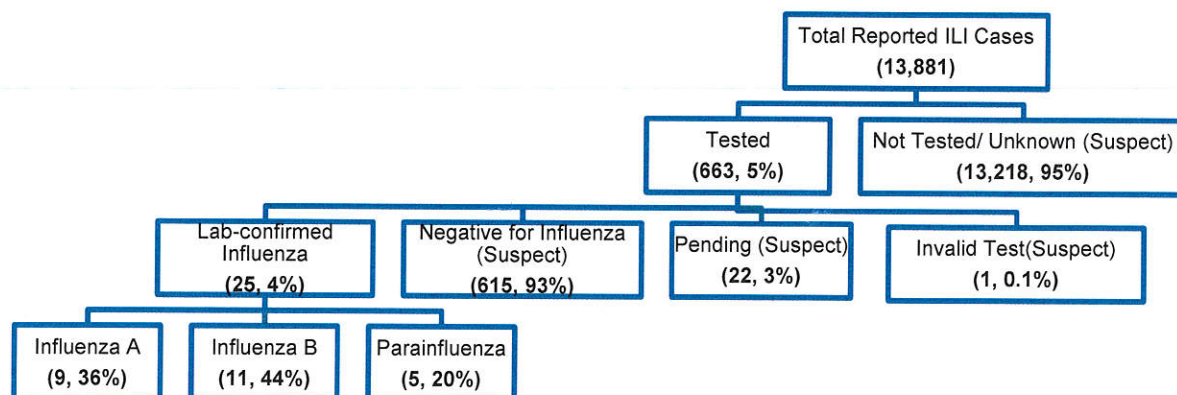 Total Reported ILI Cases
(13,881)
Tested
(663, 5%)
Not Tested/ Unknown (Suspect)
(13,218, 95%)
Lab-confirmed
Influenza
(25, 4%)
Negative for Influenza
(Suspect)
(615, 93%)
Pending (Suspect)
(22, 3%)
Invalid Test(Suspect)
(1, 0.1%)
Influenza A
(9, 36%)
Influenza B
(11, 44%)
Parainfluenza
(5, 20%)